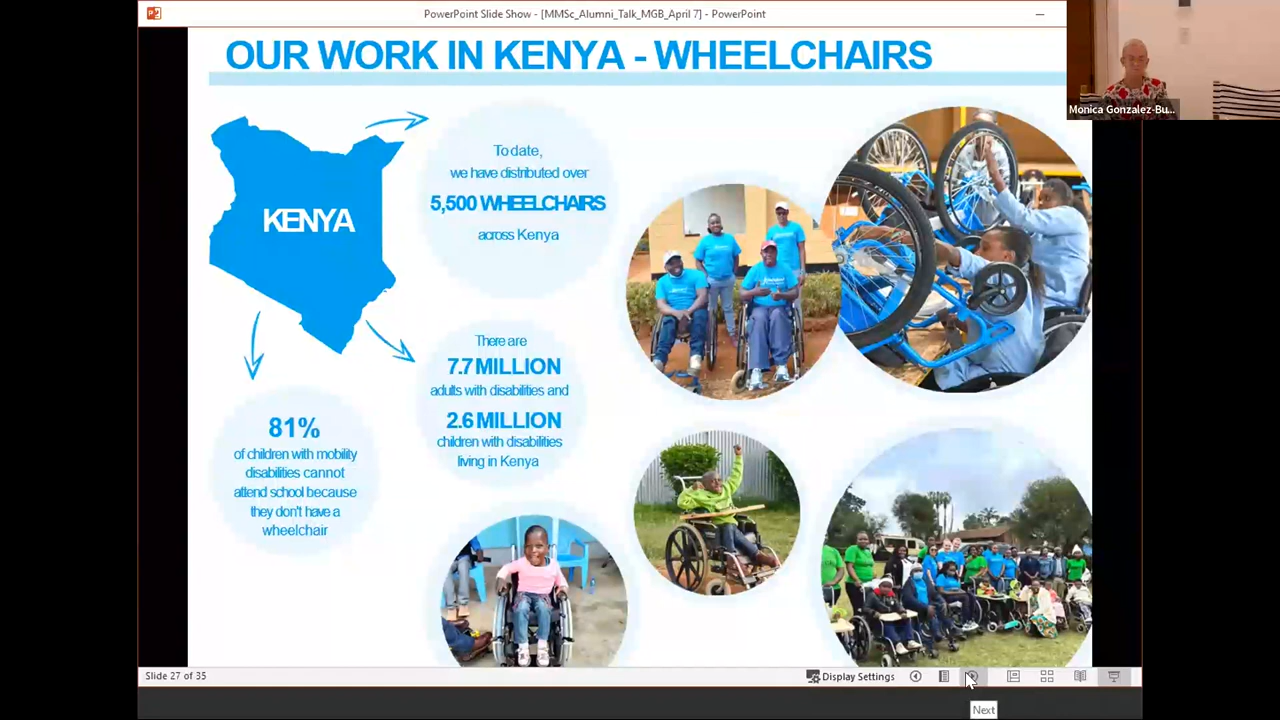 PowerPoint Slide Show - [MMSc_Alumni_Talk_MGB_April 7] - PowerPoint
OUR WORK IN KENYA - WHEELCHAIRS
Monica Gonzalez-Bu...
KENYA
To date,
we have distributed over
5,500 WHEELCHAIRS
across Kenya
There are
7.7 MILLION
adults with disabilities and
2.6 MILLION
children with disabilities
living in Kenya
81%
of children with mobility
disabilities cannot
attend school because
they don't have a
wheelchair
Slide 27 of 35
Display Settings
Next